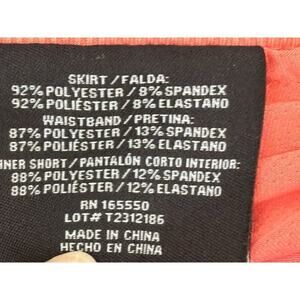 SKIRT/FALDA:
92% POLYESTER/8% SPANDEX
92% POLIÉSTER/8% ELASTANO
WAISTBAND/PRETINA:
87% POLYESTER/13% SPANDEX
87% POLIÉSTER/13% ELASTANO
NNER SHORT/PANTALÓN CORTO INTERIOR:
88% POLYESTER/12% SPANDEX
88% POLIÉSTER/12% ELASTANO
RN 165550
LOT# T2312186
MADE IN CHINA
HECHO EN CHINA